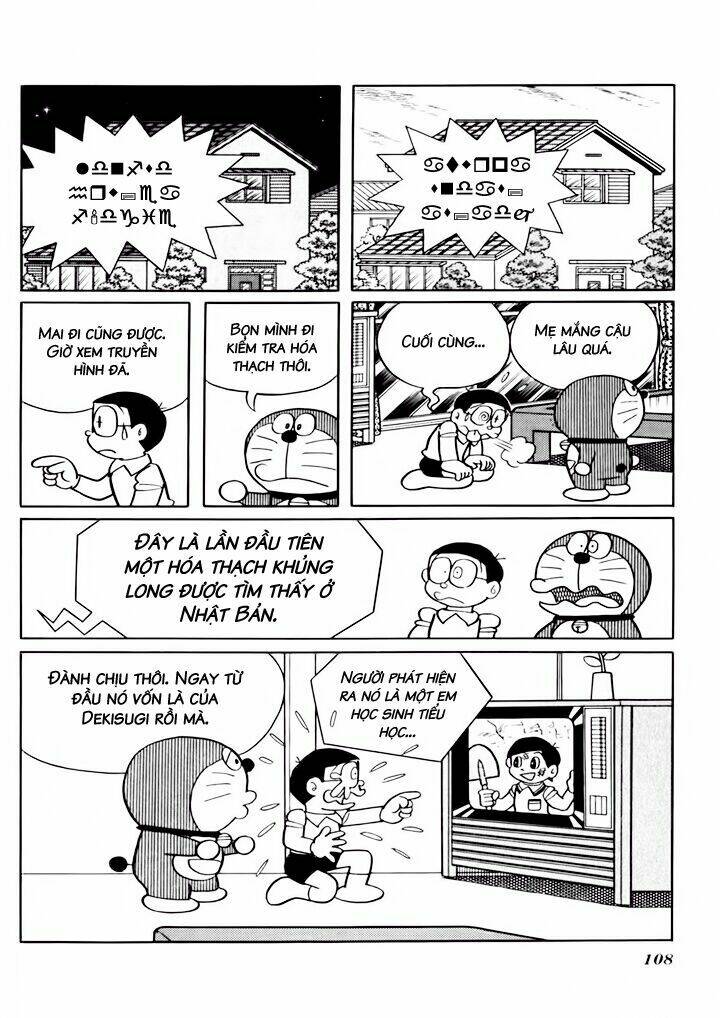 MẸ MẮNG CẬU
LÂU QUÁ.
CUỐI CÙNG...
BỌN MÌNH ĐI
KIỂM TRA HÓA
THẠCH THÔI.
MAI ĐI CŨNG ĐƯỢC.
GIỜ XEM TRUYỀN
HÌNH ĐÃ.
ĐÂY LÀ LẦN ĐẦU TIÊN
MỘT HÓA THẠCH KHỦNG
LONG ĐƯỢC TÌM THẤY Ở
NHẬT BẢN.
NGƯỜI PHÁT HIỆN
RA NÓ LÀ MỘT EM
HỌC SINH TIỂU
HỌC...
ĐÀNH CHỊU THÔI. NGAY TỪ
ĐẦU NÓ VỐN LÀ CỦA
DEKISUGI RỒI MÀ.
108